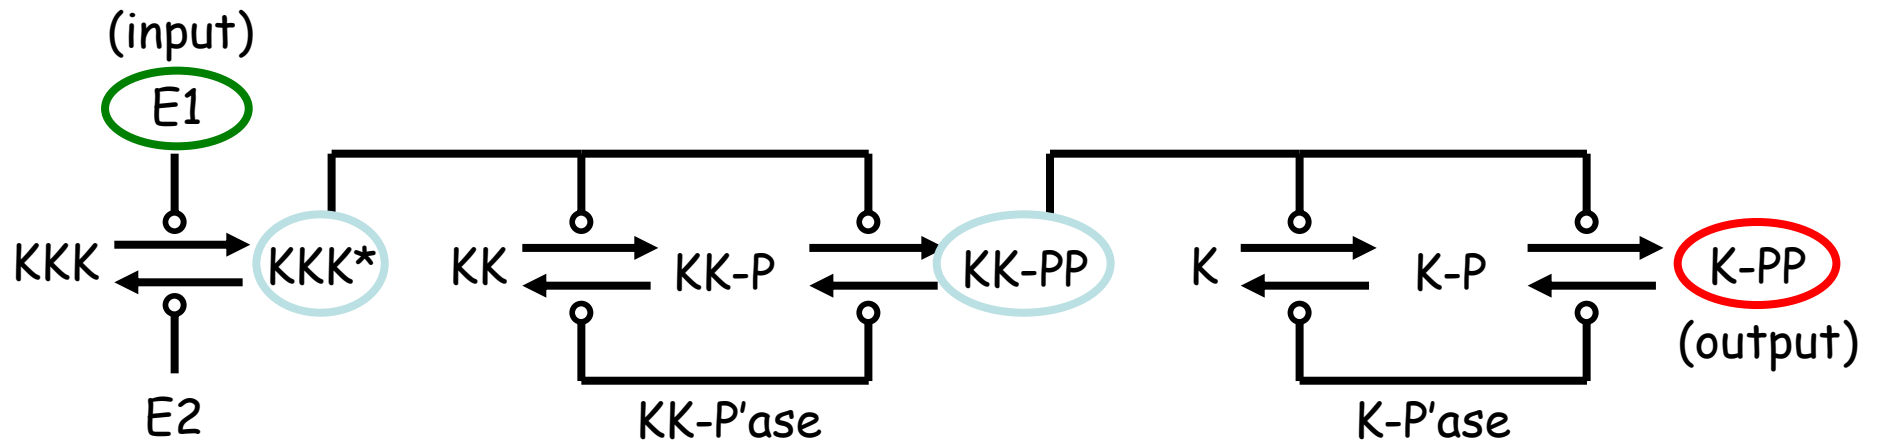 (input)
E1
KKK KKK* KK KK-P KK-PP K K-P K-PP
(output)
E2 KK-P'ase K-P'ase